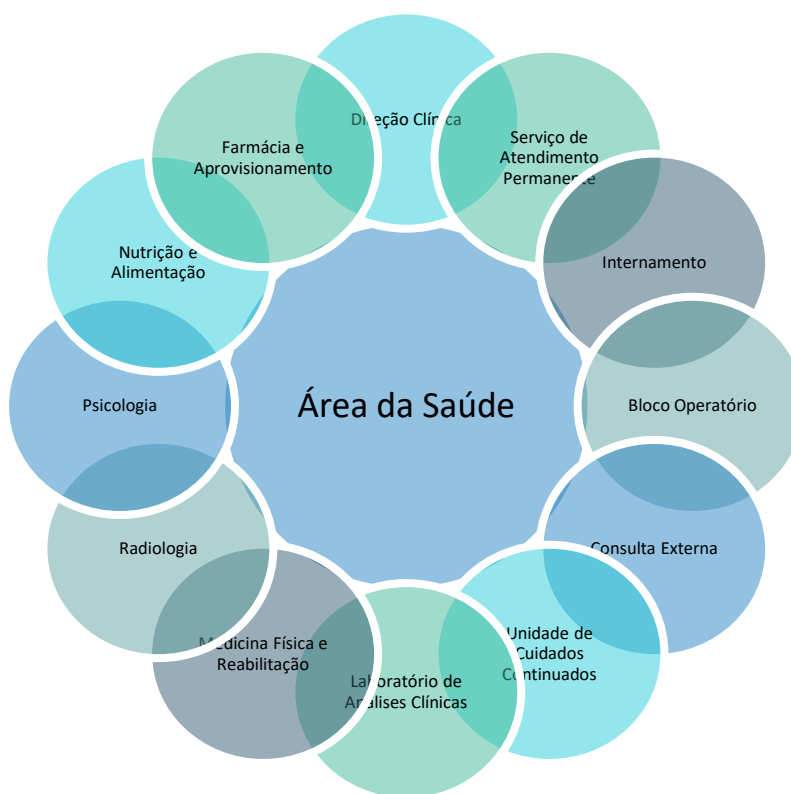 Direção Clínica
Serviço de
Atendimento
Permanente
Internamento
Bloco Operatório
Consulta Externa
Unidade de
Cuidados
Continuados
Laboratório de
Análises Clínicas
Medicina Física e
Reabilitação
Radiologia
Psicologia
Nutrição e
Alimentação
Farmácia e
Aprovisionamento
Área da Saúde